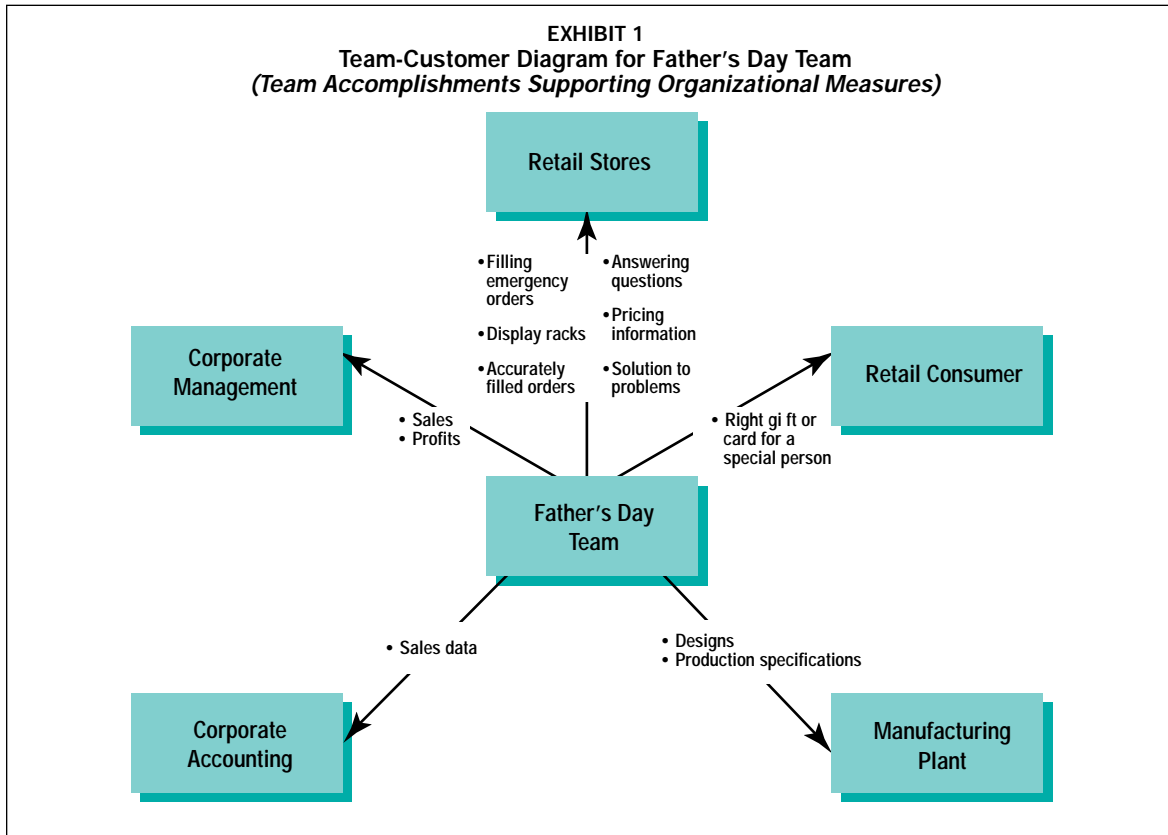 EXHIBIT 1
Team-Customer Diagram for Father's Day Team
(Team Accomplishments Supporting Organizational Measures)
Retail Stores
• Filling
emergency
orders
• Display racks
• Accurately
filled orders
• Answering
questions
• Pricing
information
• Solution to
problems
Corporate
Management
• Sales
• Profits
Retail Consumer
• Right gi ft or
card for a
special person
Father's Day
Team
• Sales data
• Designs
• Production specifications
Corporate
Accounting
Manufacturing
Plant